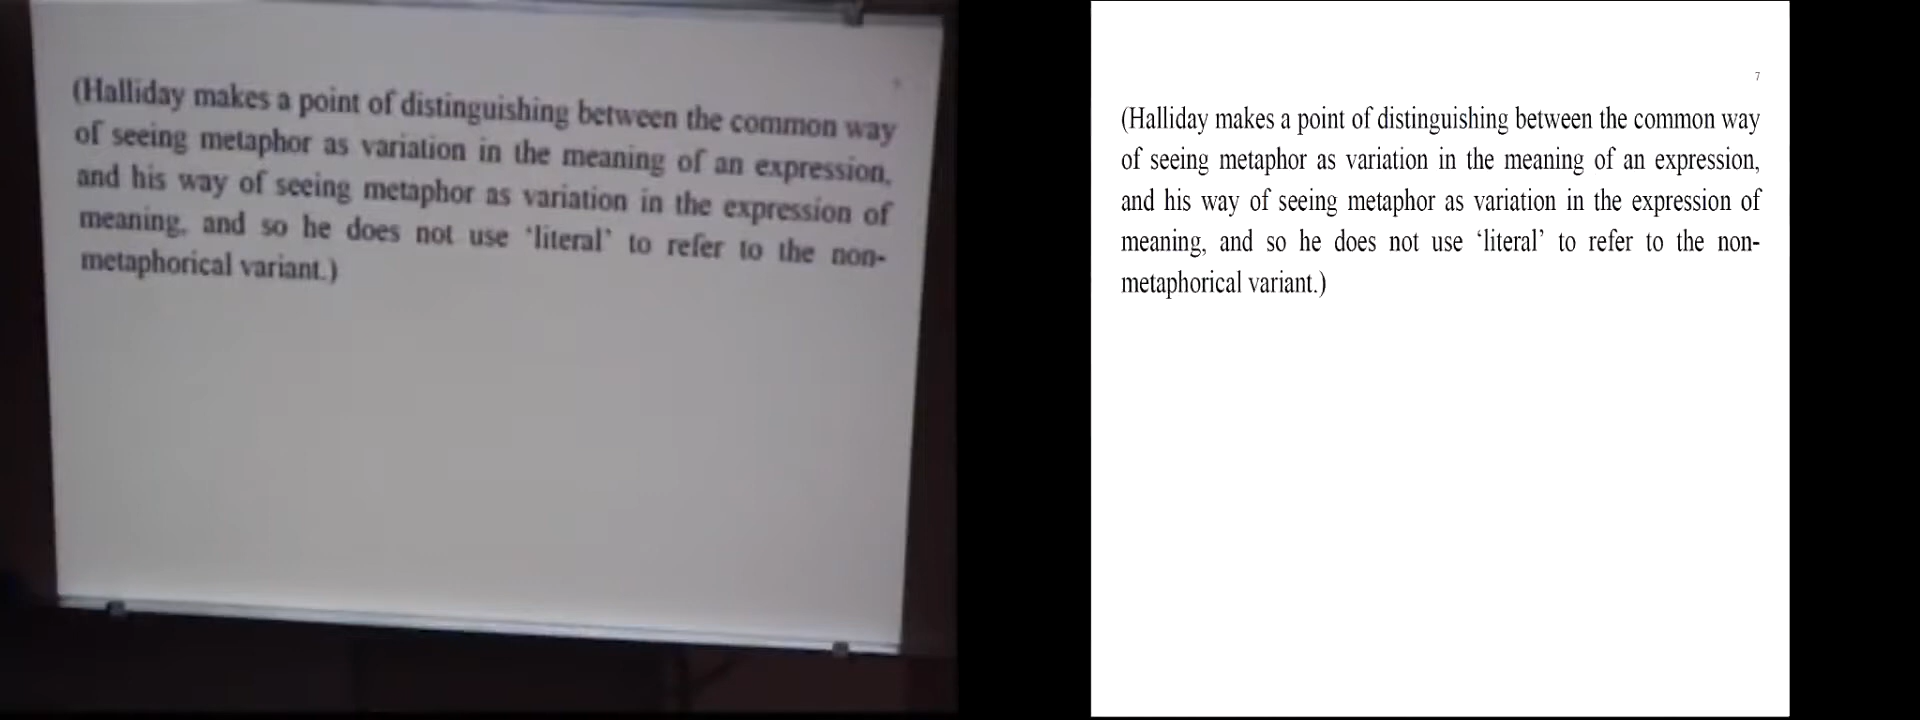 (Halliday makes a point of distinguishing between the common way
of seeing metaphor as variation in the meaning of an expression,
and his way of seeing metaphor as variation in the expression of
meaning, and so he does not use ‘literal’ to refer to the non-
metaphorical variant.)
7
(Halliday makes a point of distinguishing between the common way
of seeing metaphor as variation in the meaning of an expression,
and his way of seeing metaphor as variation in the expression of
meaning, and so he does not use ‘literal’ to refer to the non-
metaphorical variant.)